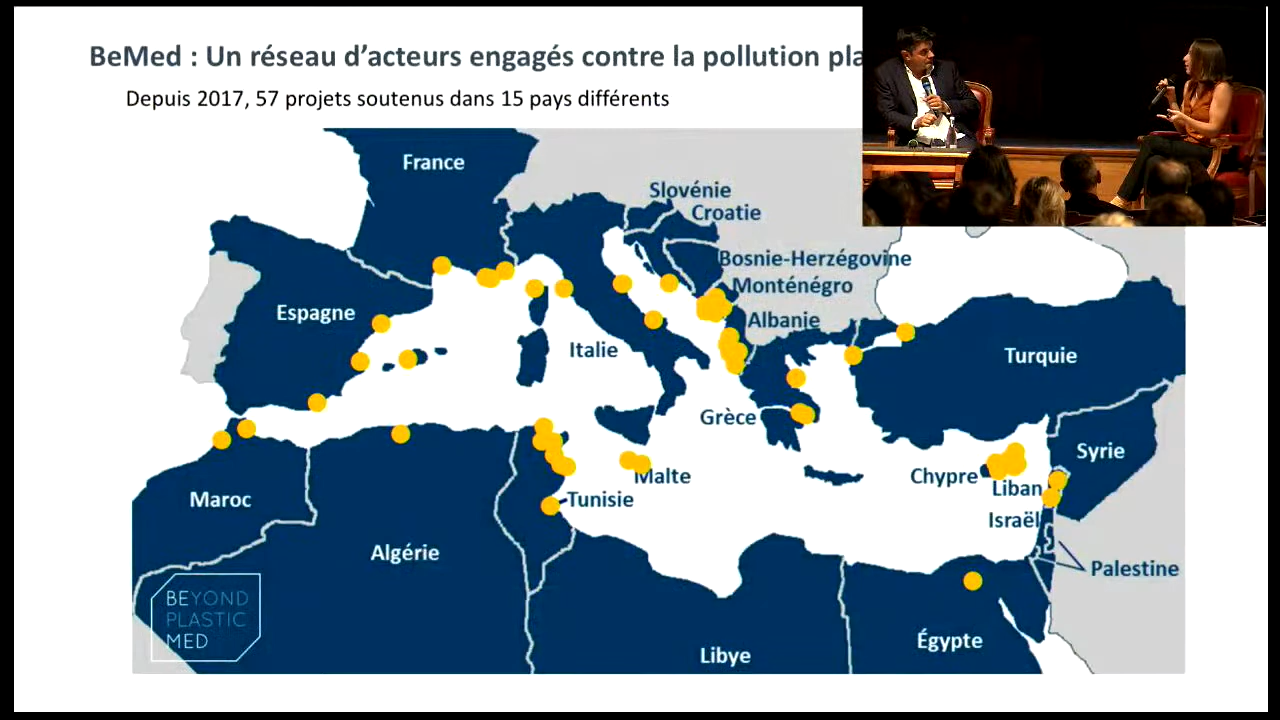 BeMed : Un réseau d'acteurs engagés contre la pollution pla
Depuis 2017, 57 projets soutenus dans 15 pays différents
France
Slovénie
Croatie
Bosnie-Herzégovine
Monténégro
Albanie
Espagne
Italie
Turquie
Grèce
Syrie
Chypre
Malte
Liban
Maroc
Tunisie
Israël
Algérie
Palestine
BEYOND
PLASTIC
MED
Égypte
Libye